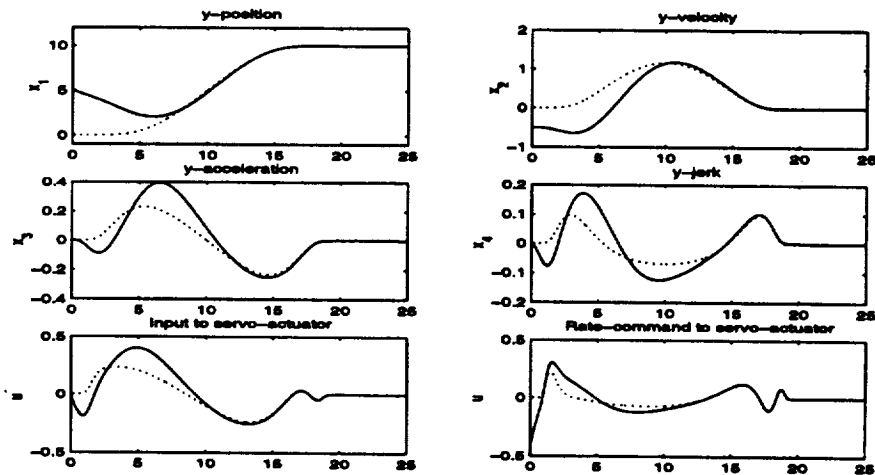 y-position
y-velocity
10
5
0
X1
0 5 10 15 20 25
2
1
0
-1
X2
0 5 10 15 20 25
y-acceleration
y-jerk
0.4
0.2
0
-0.2
-0.4
X3
0 5 10 15 20 25
0.2
0.1
0
-0.1
-0.2
X4
0 5 10 15 20 25
Input to servo-actuator
Rate-command to servo-actuator
0.5
0
-0.5
u
0 5 10 15 20 25
0.5
0
-0.5
u
0 5 10 15 20 25